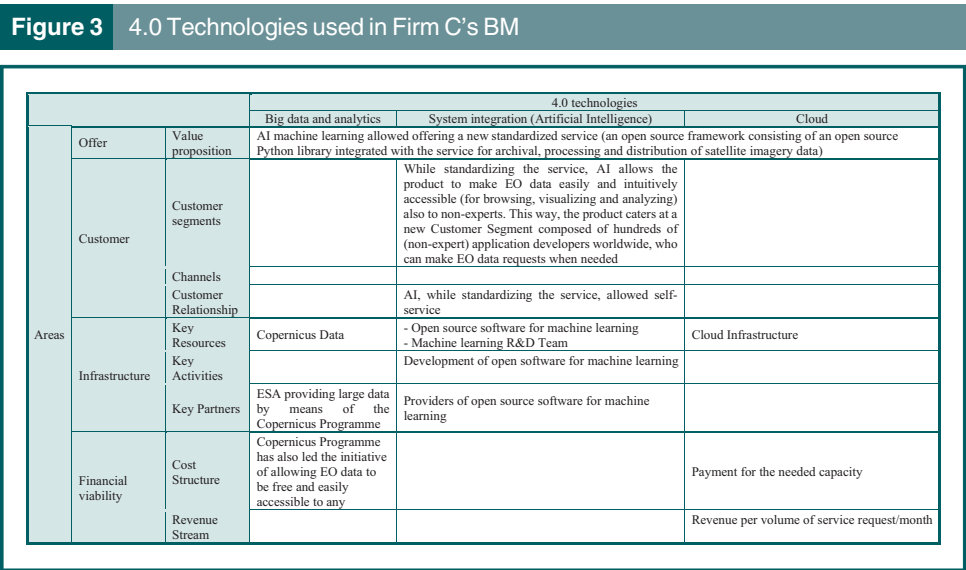 Figure 3 4.0 Technologies used in Firm C's BM
4.0 technologies
Big data and analytics System integration (Artificial Intelligence) Cloud
Areas
Offer
Value
proposition
AI machine learning allowed offering a new standardized service (an open source framework consisting of an open source
Python library integrated with the service for archival, processing and distribution of satellite imagery data)
Customer
Customer
segments
While standardizing the service, AI allows the
product to make EO data easily and intuitively
accessible (for browsing, visualizing and analyzing)
also to non-experts. This way, the product caters at a
new Customer Segment composed of hundreds of
(non-expert) application developers worldwide, who
can make EO data requests when needed
Channels
Customer
Relationship
AI, while standardizing the service, allowed self-
service
Infrastructure
Key
Resources
Copernicus Data
- Open source software for machine learning
- Machine learning R&D Team
Cloud Infrastructure
Key
Activities
Development of open software for machine learning
Key Partners
ESA providing large data
by means of the
Copernicus Programme
Providers of open source software for machine
learning
Financial
viability
Cost
Structure
Copernicus Programme
has also led the initiative
of allowing EO data to
be free and easily
accessible to any
Payment for the needed capacity
Revenue
Stream
Revenue per volume of service request/month